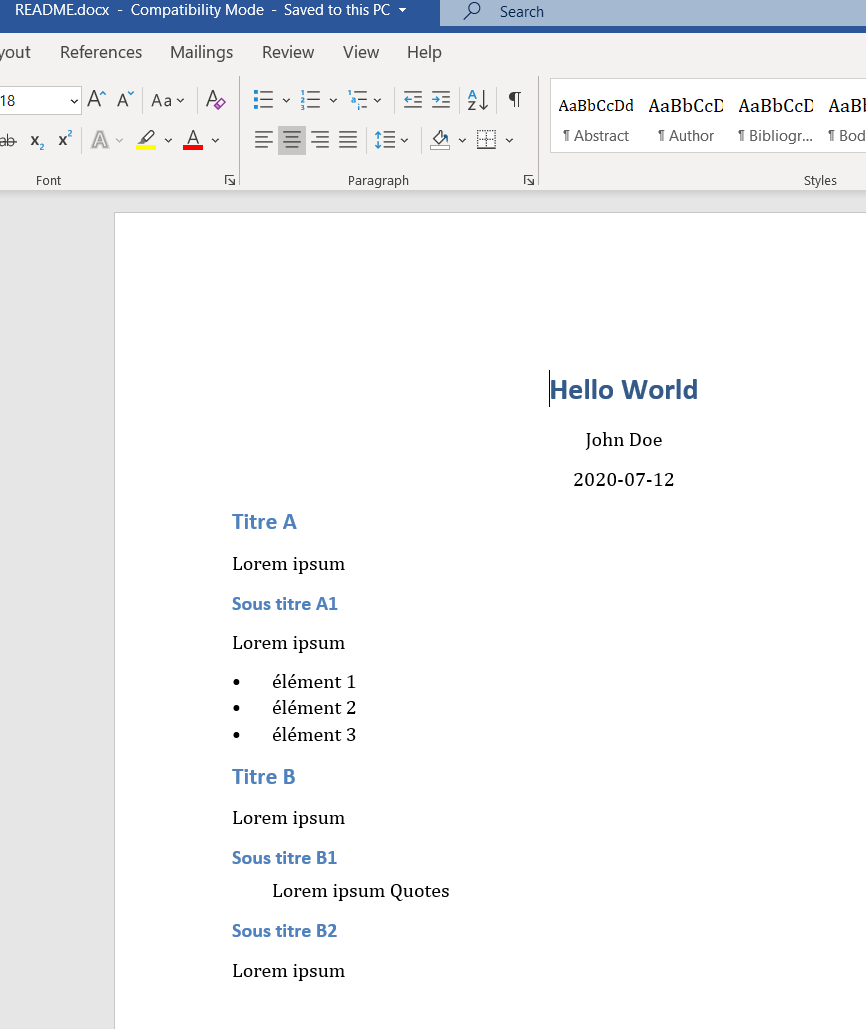 README.docx - Compatibility Mode - Saved to this PC
Search
yout References Mailings Review View Help
18
Aa
AaBbCcDd AaBbCcD AaBbCcD AaBb
¶ Abstract ¶ Author ¶ Bibliogr... ¶ Bod
Font Paragraph Styles
Hello World
John Doe
2020-07-12
Titre A
Lorem ipsum
Sous titre A1
Lorem ipsum
• élément 1
• élément 2
• élément 3
Titre B
Lorem ipsum
Sous titre B1
Lorem ipsum Quotes
Sous titre B2
Lorem ipsum